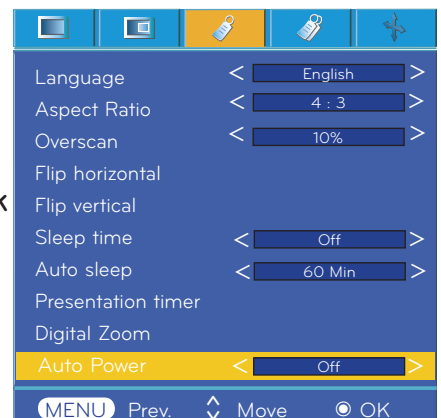 Language < English >
Aspect Ratio < 4 : 3 >
Overscan < 10% >
Flip horizontal
Flip vertical
Sleep time < Off >
Auto sleep < 60 Min >
Presentation timer
Digital Zoom
Auto Power < Off >
MENU Prev. Move OK